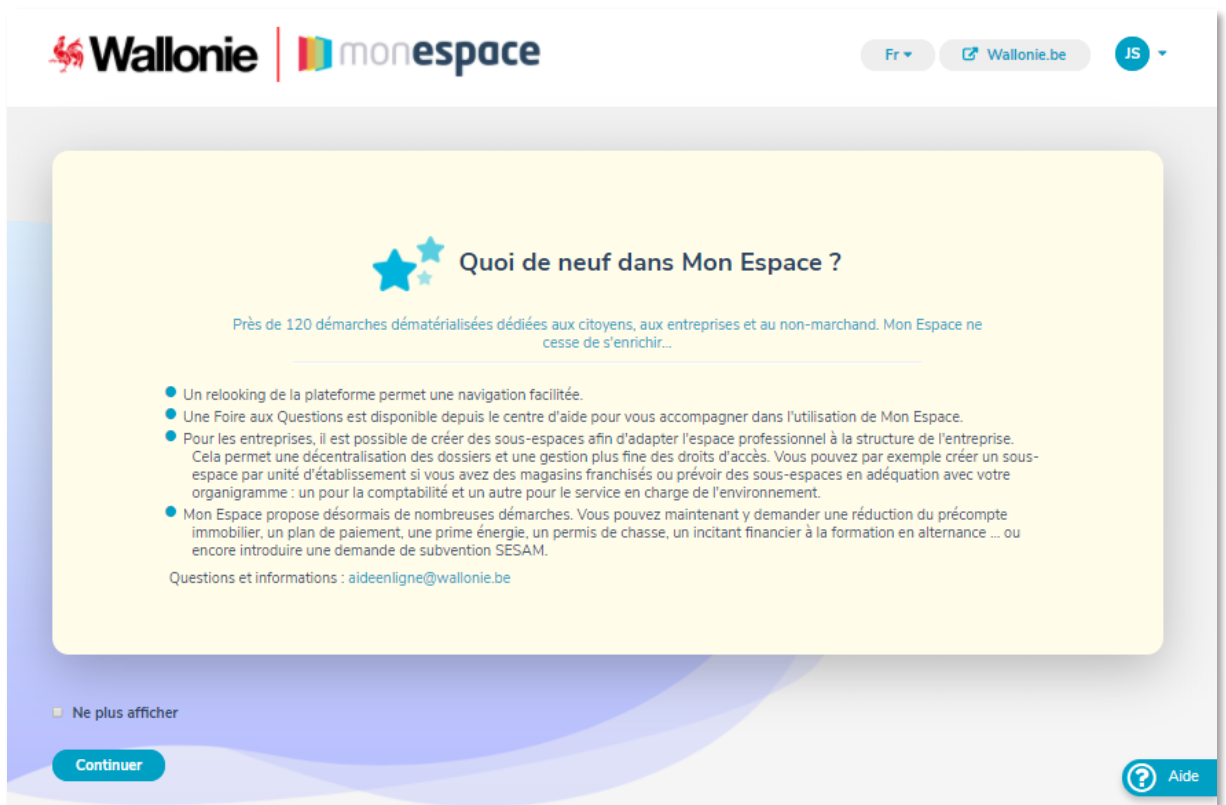 Wallonie monespace Fr Wallonie.be JS
Quoi de neuf dans Mon Espace ?
Près de 120 démarches dématérialisées dédiées aux citoyens, aux entreprises et au non-marchand. Mon Espace ne
cesse de s'enrichir...
Un relooking de la plateforme permet une navigation facilitée.
Une Foire aux Questions est disponible depuis le centre d'aide pour vous accompagner dans l'utilisation de Mon Espace.
Pour les entreprises, il est possible de créer des sous-espaces afin d'adapter l'espace professionnel à la structure de l'entreprise.
Cela permet une décentralisation des dossiers et une gestion plus fine des droits d'accès. Vous pouvez par exemple créer un sous-
espace par unité d'établissement si vous avez des magasins franchisés ou prévoir des sous-espaces en adéquation avec votre
organigramme : un pour la comptabilité et un autre pour le service en charge de l'environnement.
Mon Espace propose désormais de nombreuses démarches. Vous pouvez maintenant y demander une réduction du précompte
immobilier, un plan de paiement, une prime énergie, un permis de chasse, un incitant financier à la formation en alternance ... ou
encore introduire une demande de subvention SESAM.
Questions et informations : aideenligne@wallonie.be
Ne plus afficher
Continuer
Aide